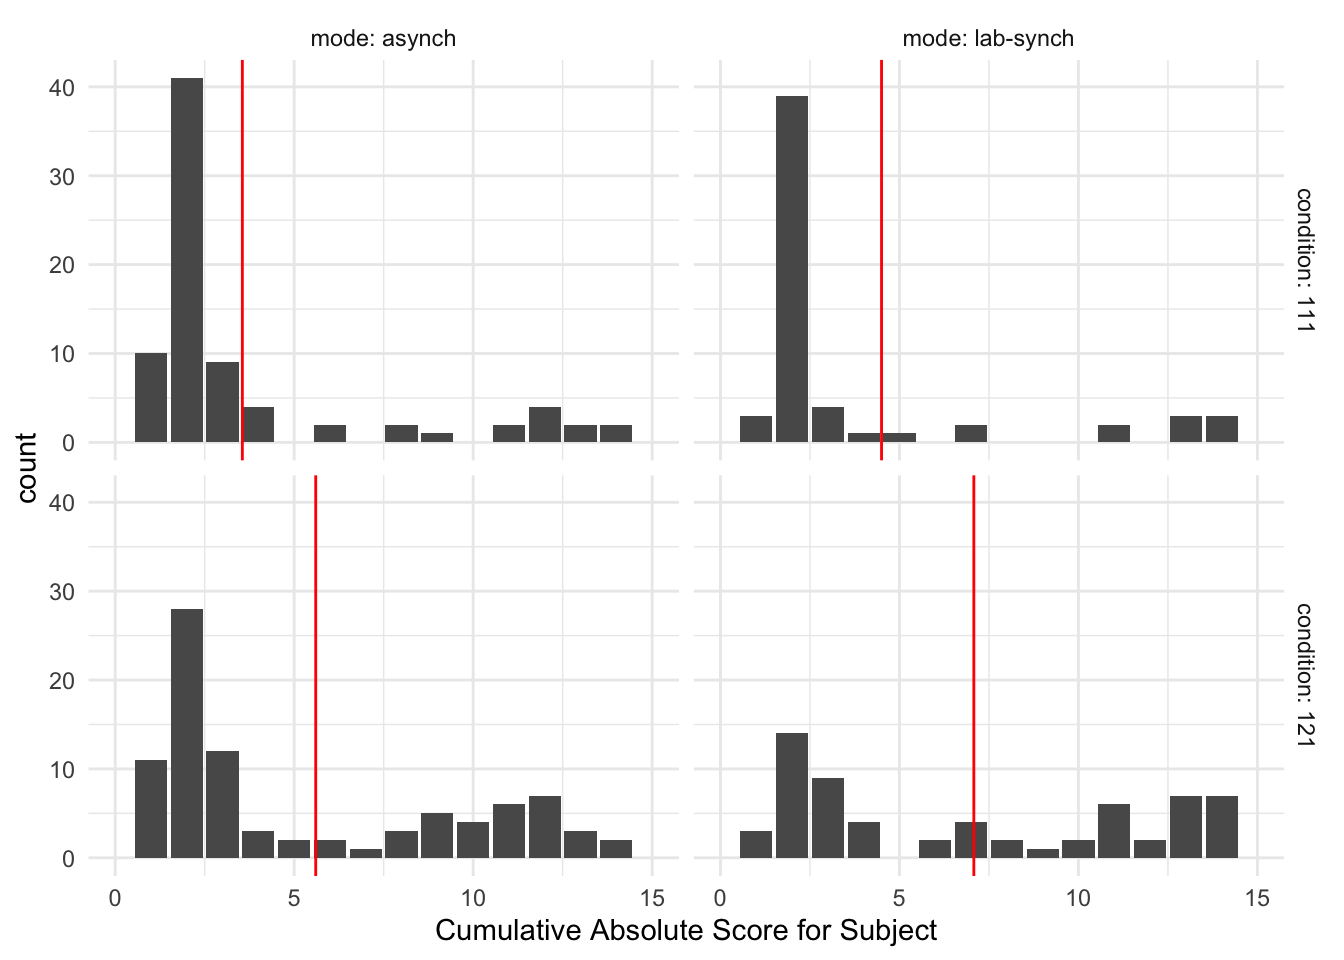 mode: asynch
mode: lab-synch
40
30
20
10
0
condition: 111
count
40
30
20
10
0
condition: 121
0 5 10 15
0 5 10 15
Cumulative Absolute Score for Subject